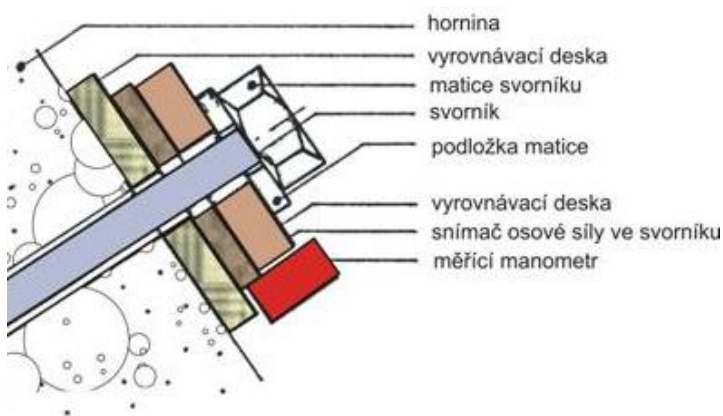 hornina
vyrovnávací deska
matice svorníku
svorník
podložka matice
vyrovnávací deska
snímač osové síly ve svorníku
měřící manometr